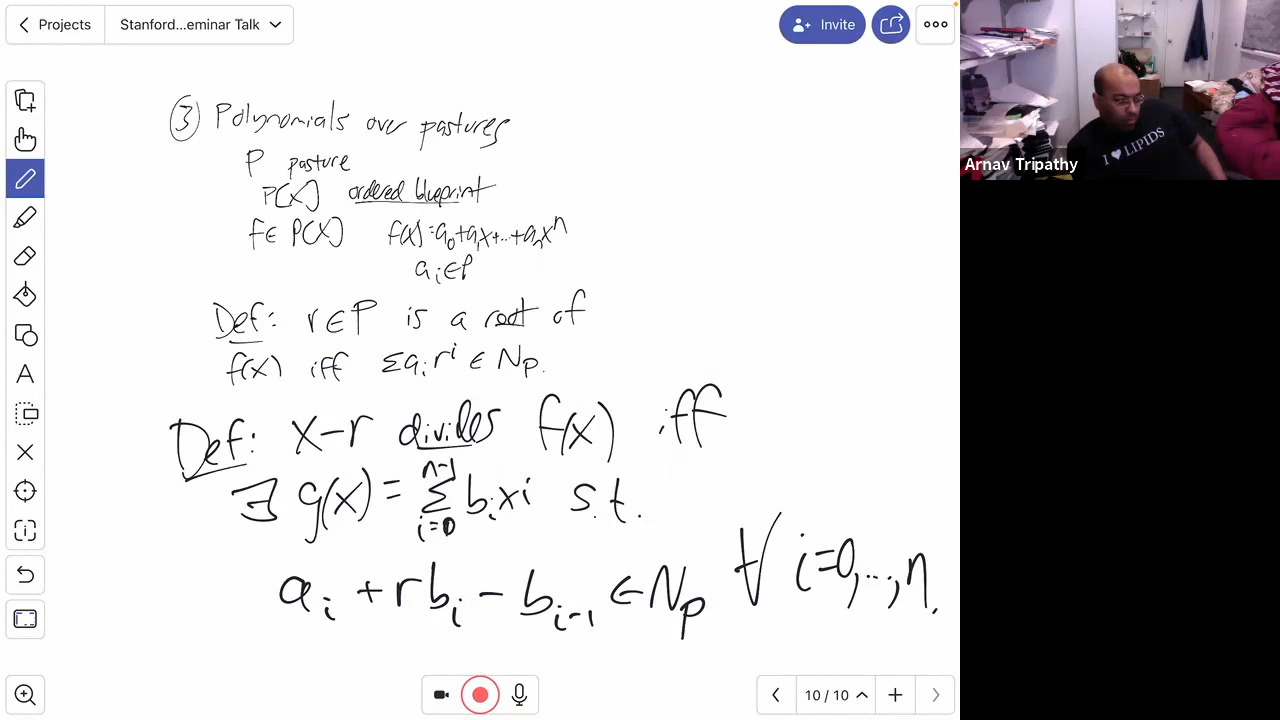 Projects
Stanford...eminar Talk
Invite
③ Polynomials over pastures
P pasture
P[X] ordered blueprint
f ∈ P[X] f(x) = a₀+a₁x+...+aₙxⁿ
aᵢ ∈ P
Def: r ∈ P is a root of
f(x) iff Σaᵢrⁱ ∈ N_P.
Def: x-r divides f(x) iff
∃ g(x) = Σ_{i=0}^{n-1} bᵢxⁱ s.t.
aᵢ + rbᵢ - b_{i-1} ∈ N_P ∀ i=0,...,n.
10 / 10
I ♥ LIPIDS
Arnav Tripathy